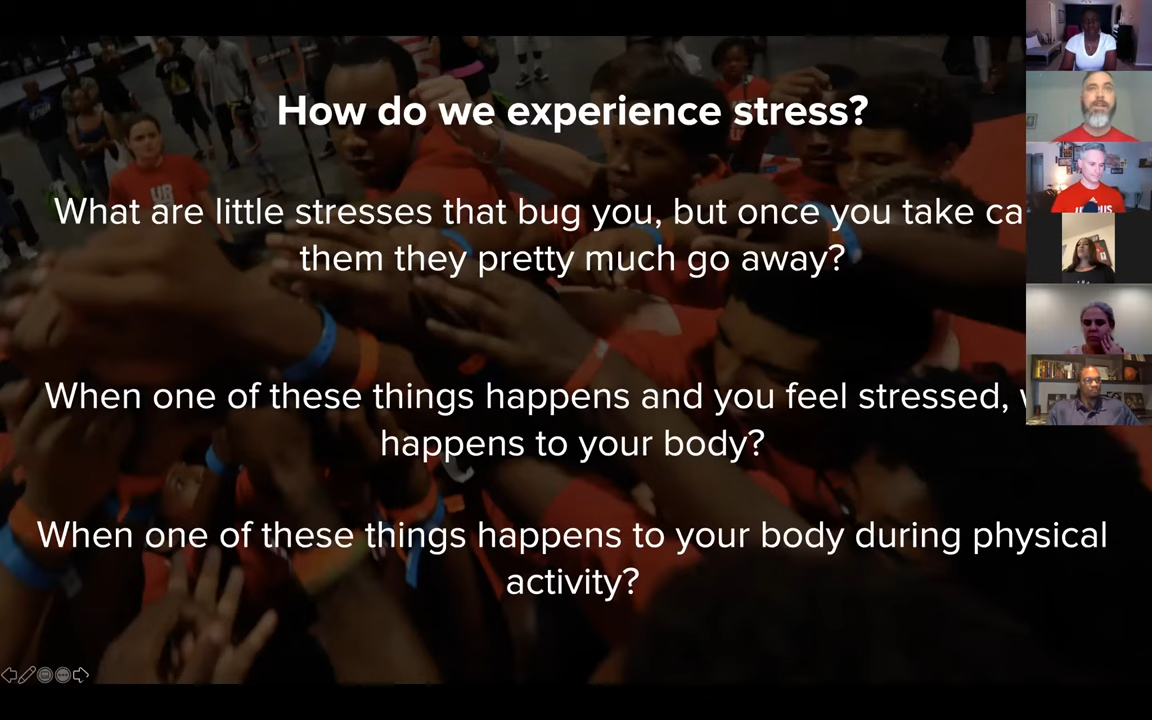 How do we experience stress?
What are little stresses that bug you, but once you take ca
them they pretty much go away?
When one of these things happens and you feel stressed,
happens to your body?
When one of these things happens to your body during physical
activity?
UR